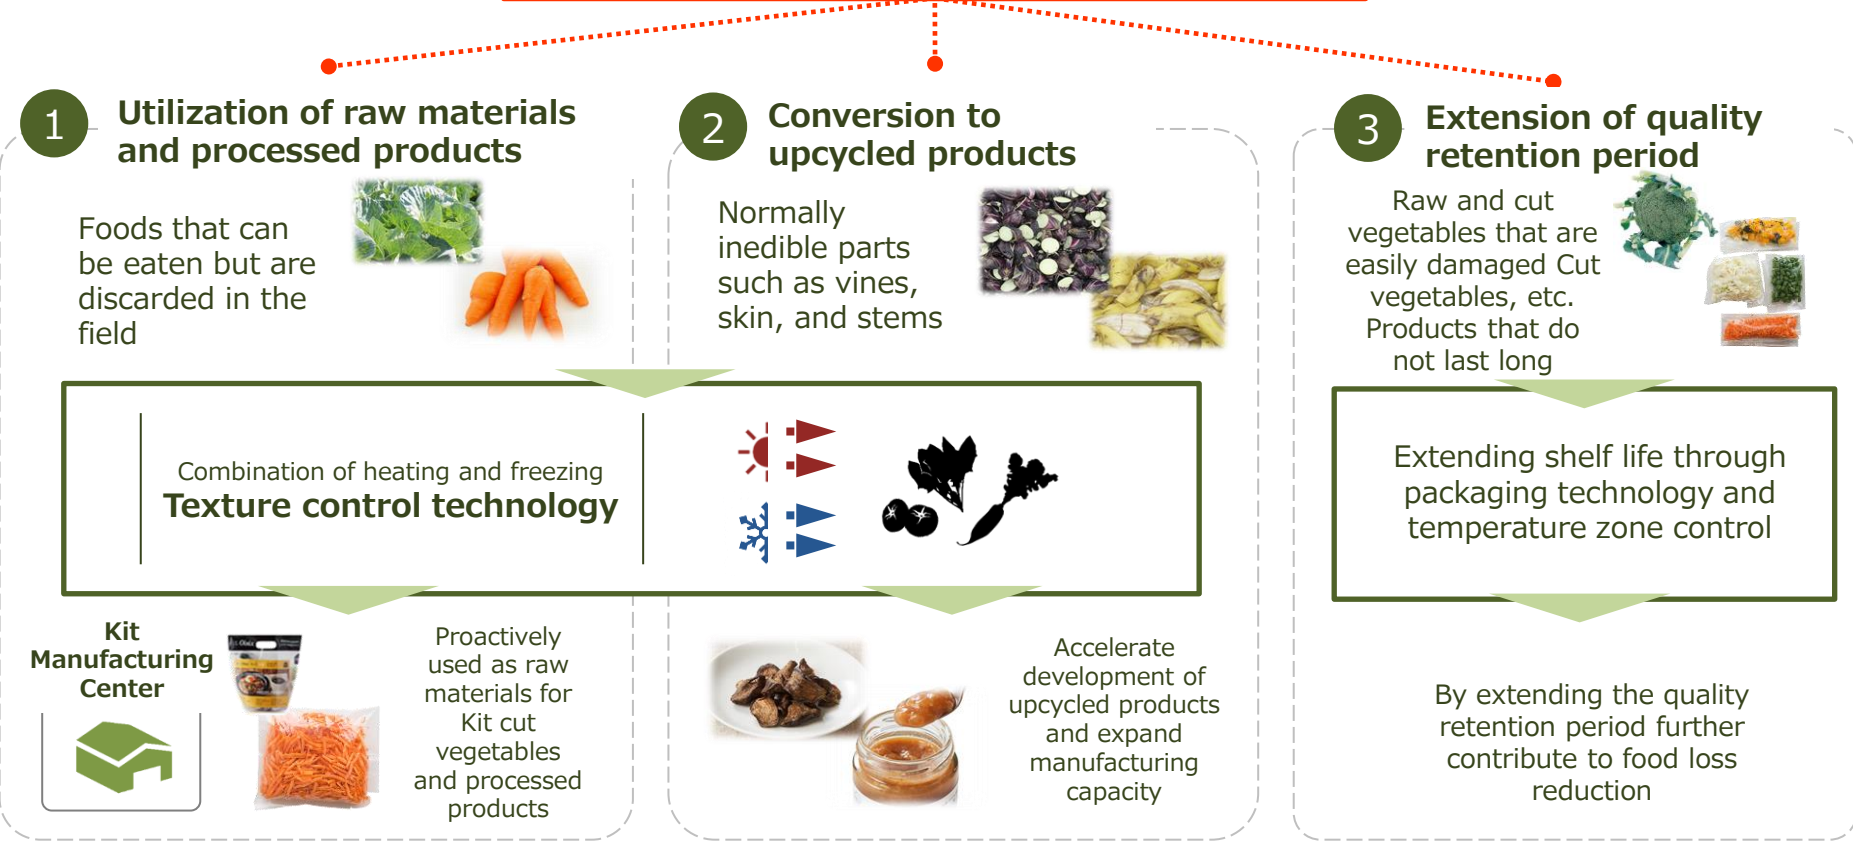 1
Utilization of raw materials
and processed products
Foods that can
be eaten but are
discarded in the
field
2
Conversion to
upcycled products
Normally
inedible parts
such as vines,
skin, and stems
3
Extension of quality
retention period
Raw and cut
vegetables that are
easily damaged Cut
vegetables, etc.
Products that do
not last long
Combination of heating and freezing
Texture control technology
Extending shelf life through
packaging technology and
temperature zone control
Kit
Manufacturing
Center
Proactively
used as raw
materials for
Kit cut
vegetables
and processed
products
Accelerate
development of
upcycled products
and expand
manufacturing
capacity
By extending the quality
retention period further
contribute to food loss
reduction